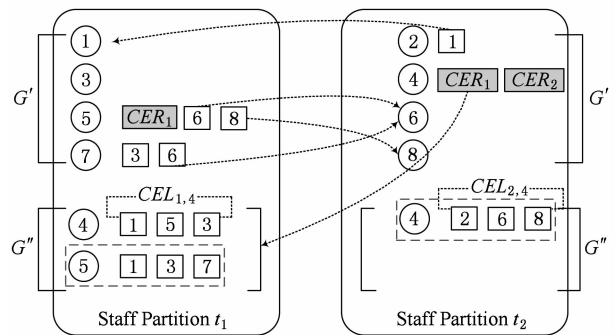 1 2 1
3 4 CER1 CER2
G′ G′
5 CER1 6 8 6
7 3 6 8
CEL1,4 CEL2,4
4 1 5 3 4 2 6 8
G″ G″
5 1 3 7
Staff Partition t1 Staff Partition t2